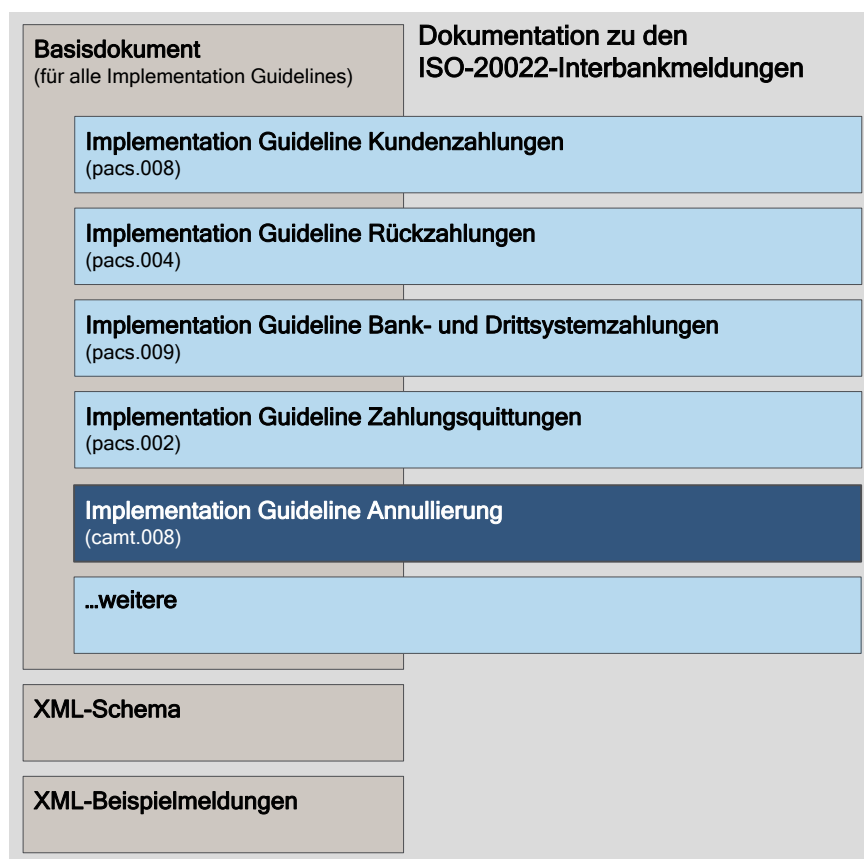 Basisdokument
(für alle Implementation Guidelines)
Dokumentation zu den
ISO-20022-Interbankmeldungen
Implementation Guideline Kundenzahlungen
(pacs.008)
Implementation Guideline Rückzahlungen
(pacs.004)
Implementation Guideline Bank- und Drittsystemzahlungen
(pacs.009)
Implementation Guideline Zahlungsquittungen
(pacs.002)
Implementation Guideline Annullierung
(camt.008)
...weitere
XML-Schema
XML-Beispielmeldungen